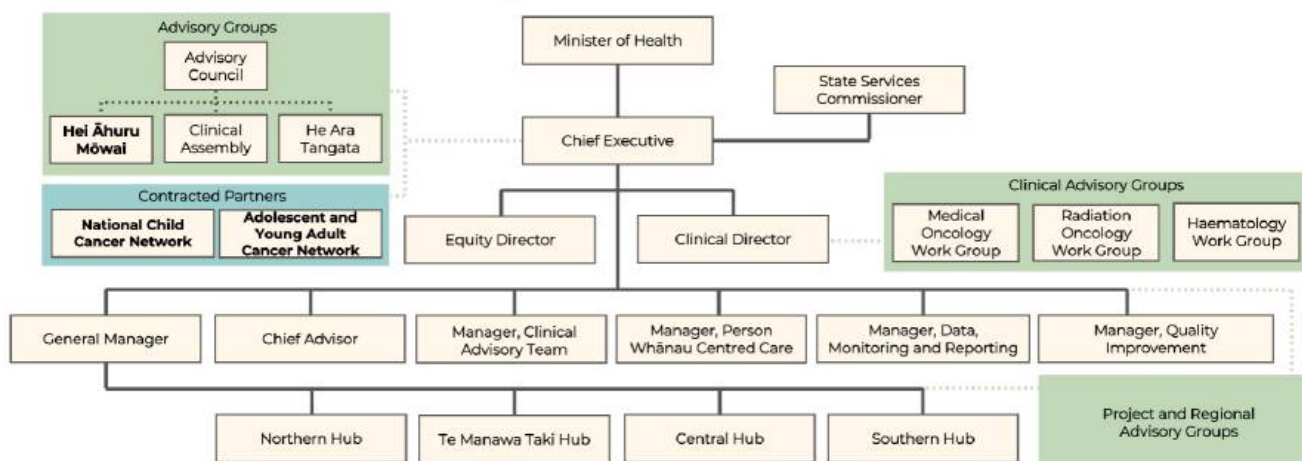 Advisory Groups
Advisory
Council
Hei Āhuru
Mōwai
Clinical
Assembly
He Ara
Tangata
Contracted Partners
National Child
Cancer Network
Adolescent and
Young Adult
Cancer Network
Minister of Health
State Services
Commissioner
Chief Executive
Equity Director
Clinical Director
Clinical Advisory Groups
Medical
Oncology
Work Group
Radiation
Oncology
Work Group
Haematology
Work Group
General Manager
Chief Advisor
Manager, Clinical
Advisory Team
Manager, Person
Whānau Centred Care
Manager, Data,
Monitoring and Reporting
Manager, Quality
Improvement
Northern Hub
Te Manawa Taki Hub
Central Hub
Southern Hub
Project and Regional
Advisory Groups